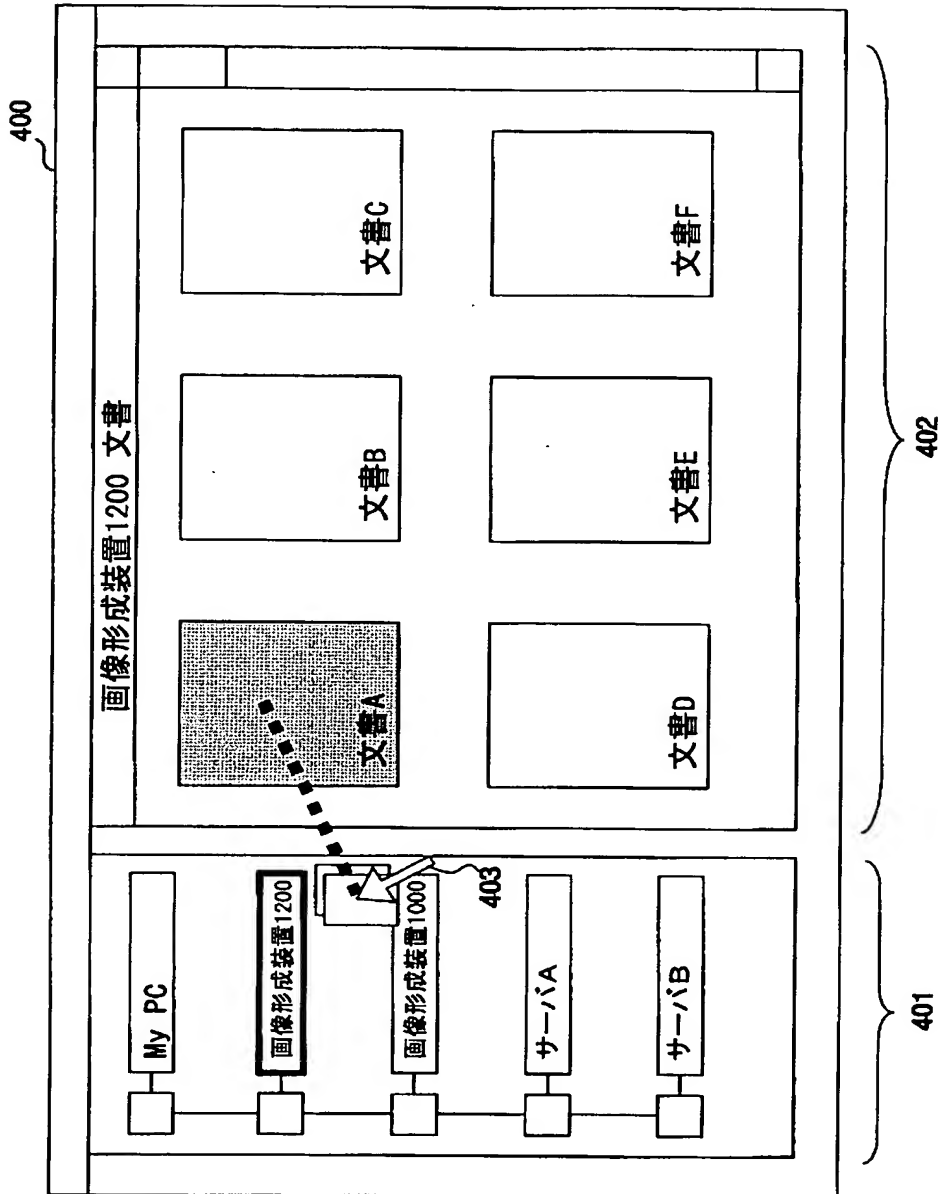 400
画像形成装置1200 文書
My PC
画像形成装置1200
画像形成装置1000
サーバA
サーバB
文書A
文書B
文書C
文書D
文書E
文書F
403
401
402